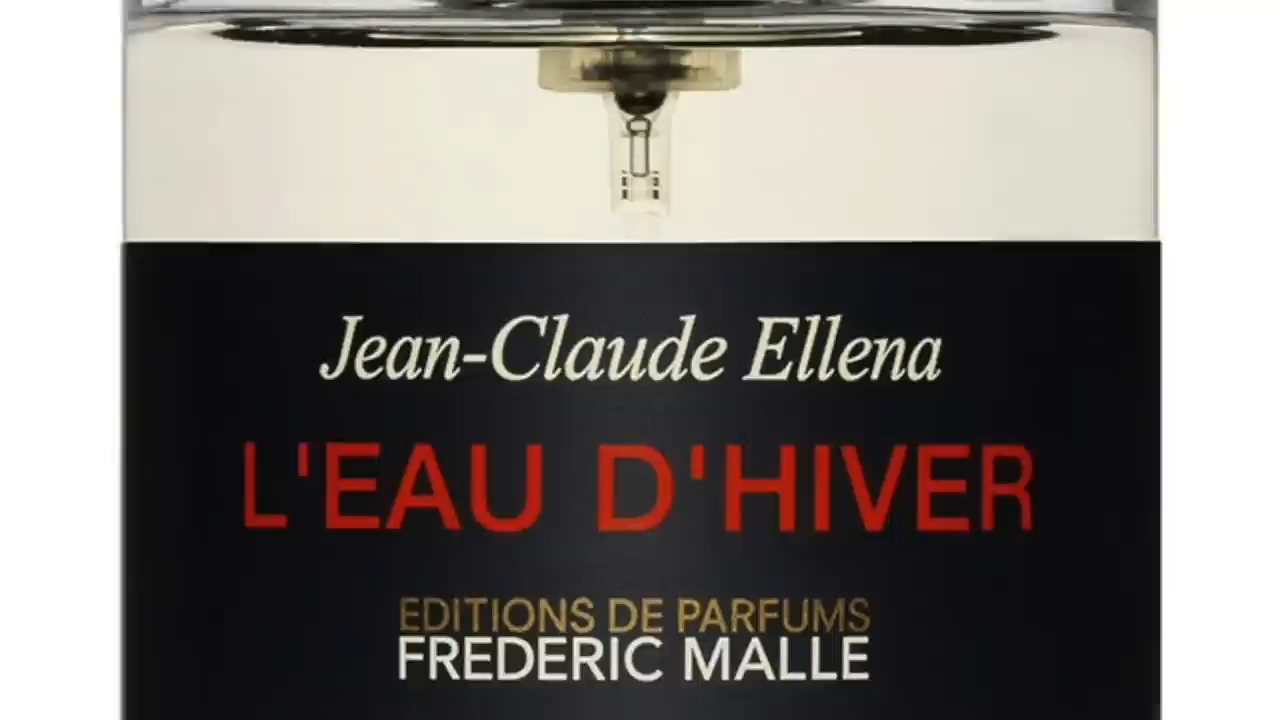 Jean-Claude Ellena
L'EAU D'HIVER
EDITIONS DE PARFUMS
FREDERIC MALLE